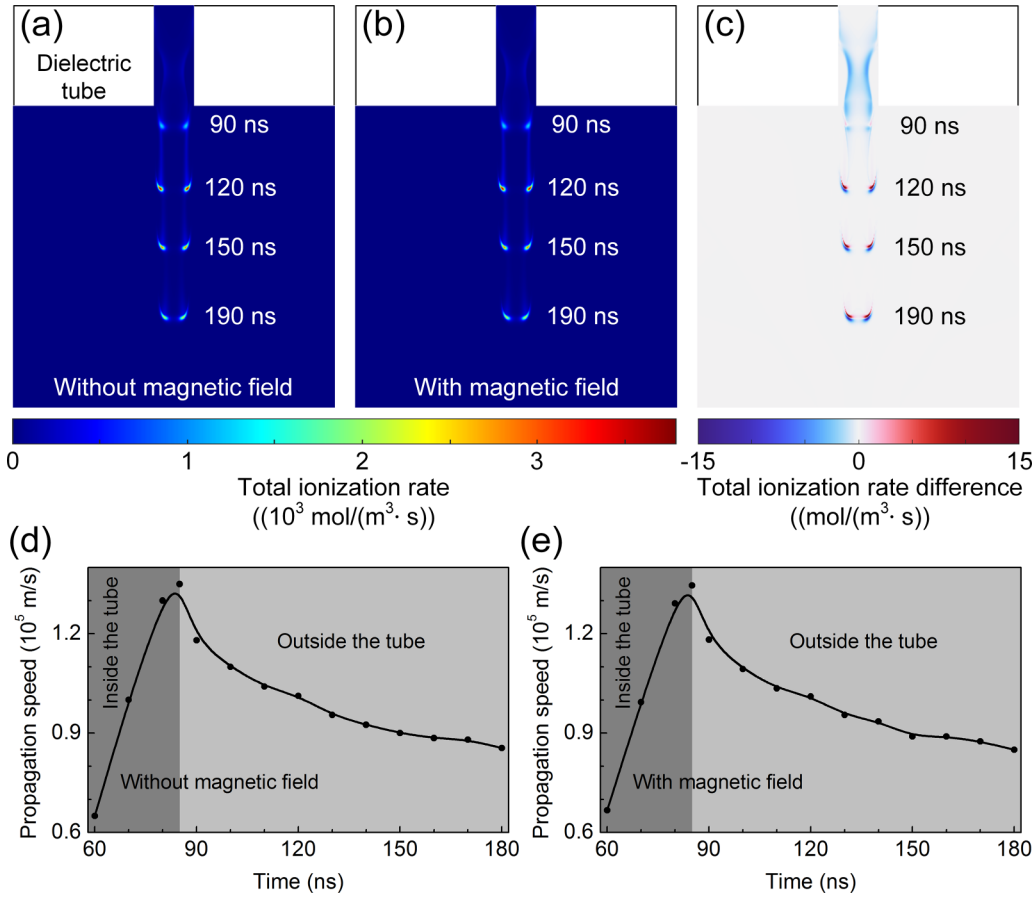 (a)
Dielectric
tube
90 ns
120 ns
150 ns
190 ns
Without magnetic field
(b)
90 ns
120 ns
150 ns
190 ns
With magnetic field
(c)
90 ns
120 ns
150 ns
190 ns
0 1 2 3
Total ionization rate
((10³ mol/(m³· s))
-15 0 15
Total ionization rate difference
((mol/(m³· s))
(d)
Propagation speed (10⁵ m/s)
1.2
0.9
0.6
Inside the tube
Outside the tube
Without magnetic field
60 90 120 150 180
Time (ns)
(e)
Propagation speed (10⁵ m/s)
1.2
0.9
0.6
Inside the tube
Outside the tube
With magnetic field
60 90 120 150 180
Time (ns)